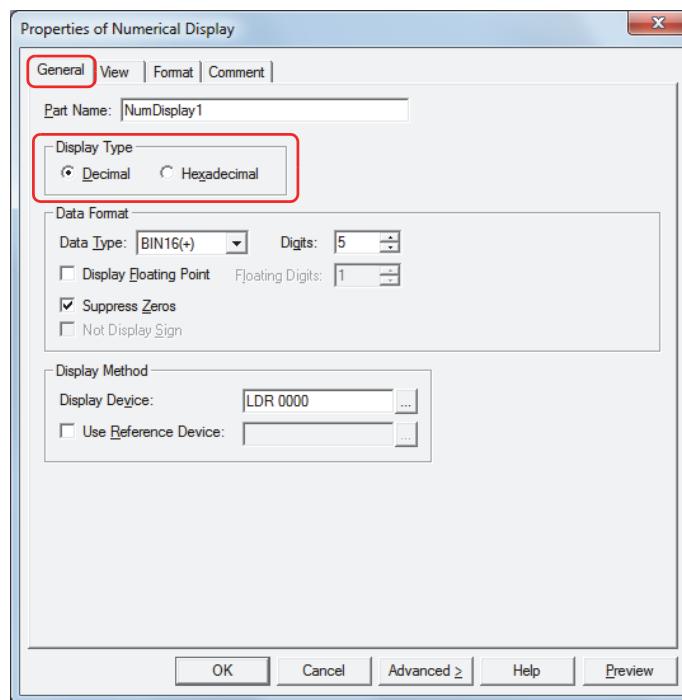 Properties of Numerical Display
General View Format Comment
Part Name: NumDisplay1
Display Type
Decimal Hexadecimal
Data Format
Data Type: BIN16(+) Digits: 5
Display Floating Point Floating Digits: 1
Suppress Zeros
Not Display Sign
Display Method
Display Device: LDR 0000 ...
Use Reference Device: ...
OK Cancel Advanced > Help Preview